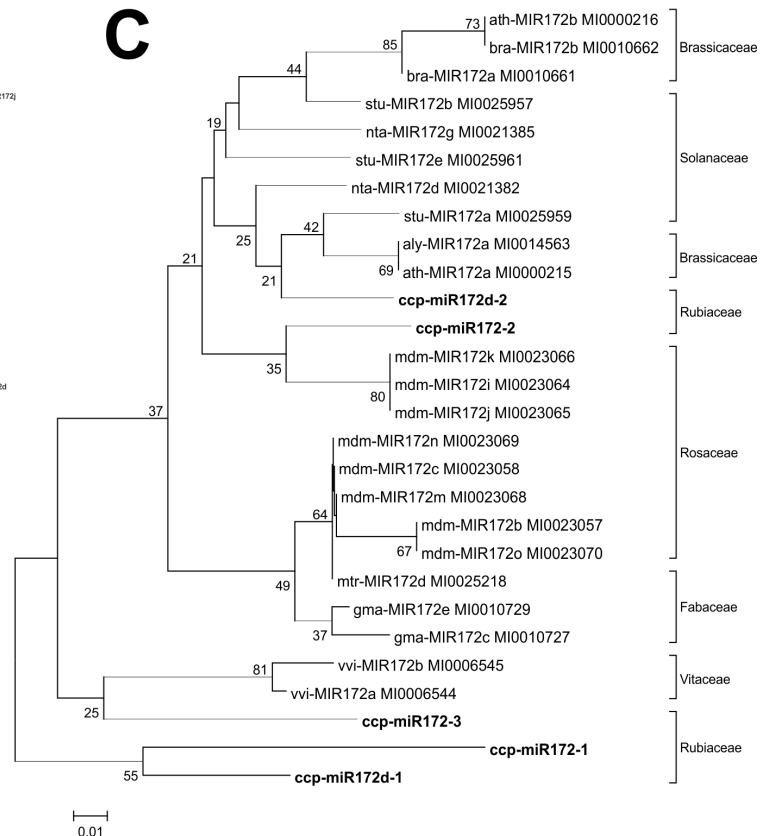 C
73
ath-MIR172b MI0000216
bra-MIR172b MI0010662
Brassicaceae
85
bra-MIR172a MI0010661
44
stu-MIR172b MI0025957
19
nta-MIR172g MI0021385
stu-MIR172e MI0025961
Solanaceae
nta-MIR172d MI0021382
stu-MIR172a MI0025959
42
25
aly-MIR172a MI0014563
Brassicaceae
69
ath-MIR172a MI0000215
21
21
ccp-miR172d-2
Rubiaceae
ccp-miR172-2
mdm-MIR172k MI0023066
35
mdm-MIR172i MI0023064
80
mdm-MIR172j MI0023065
37
mdm-MIR172n MI0023069
Rosaceae
mdm-MIR172c MI0023058
mdm-MIR172m MI0023068
64
mdm-MIR172b MI0023057
67
mdm-MIR172o MI0023070
mtr-MIR172d MI0025218
49
gma-MIR172e MI0010729
Fabaceae
37
gma-MIR172c MI0010727
81
vvi-MIR172b MI0006545
Vitaceae
vvi-MIR172a MI0006544
25
ccp-miR172-3
ccp-miR172-1
Rubiaceae
55
ccp-miR172d-1
0.01